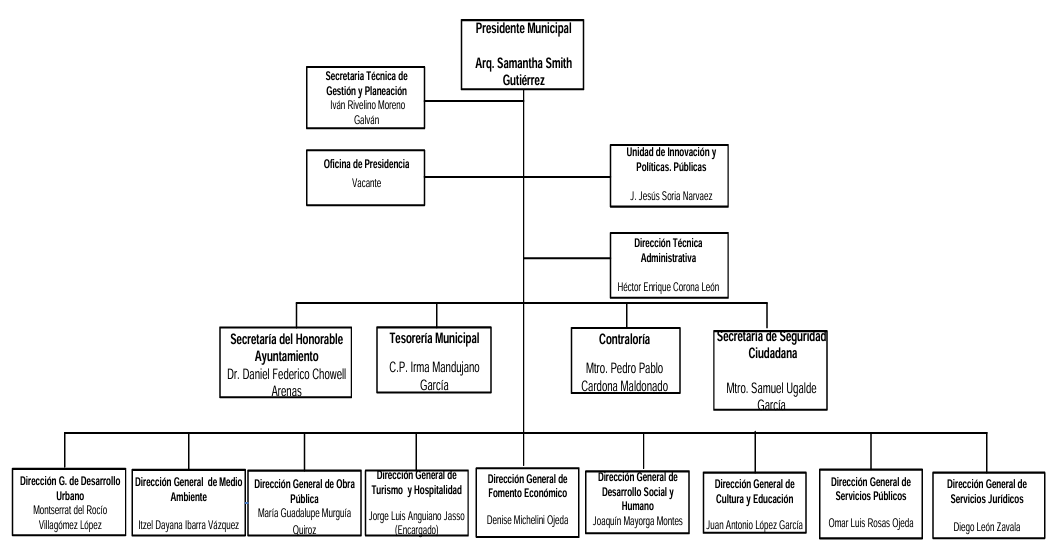 Presidente Municipal
Arq. Samantha Smith
Gutiérrez
Secretaria Técnica de
Gestión y Planeación
Iván Rivelino Moreno
Galván
Oficina de Presidencia
Vacante
Unidad de Innovación y
Políticas. Públicas
J. Jesús Soria Narvaez
Dirección Técnica
Administrativa
Héctor Enrique Corona León
Secretaría del Honorable
Ayuntamiento
Dr. Daniel Federico Chowell
Arenas
Tesorería Municipal
C.P. Irma Mandujano
García
Contraloría
Mtro. Pedro Pablo
Cardona Maldonado
Secretaría de Seguridad
Ciudadana
Mtro. Samuel Ugalde
García
Dirección G. de Desarrollo
Urbano
Montserrat del Rocío
Villagómez López
Dirección General de Medio
Ambiente
Itzel Dayana Ibarra Vázquez
Dirección General de Obra
Pública
María Guadalupe Murguía
Quiroz
Dirección General de
Turismo y Hospitalidad
Jorge Luis Anguiano Jasso
(Encargado)
Dirección General de
Fomento Económico
Denise Michelini Ojeda
Dirección General de
Desarrollo Social y
Humano
Joaquín Mayorga Montes
Dirección General de
Cultura y Educación
Juan Antonio López García
Dirección General de
Servicios Públicos
Omar Luis Rosas Ojeda
Dirección General de
Servicios Jurídicos
Diego León Zavala